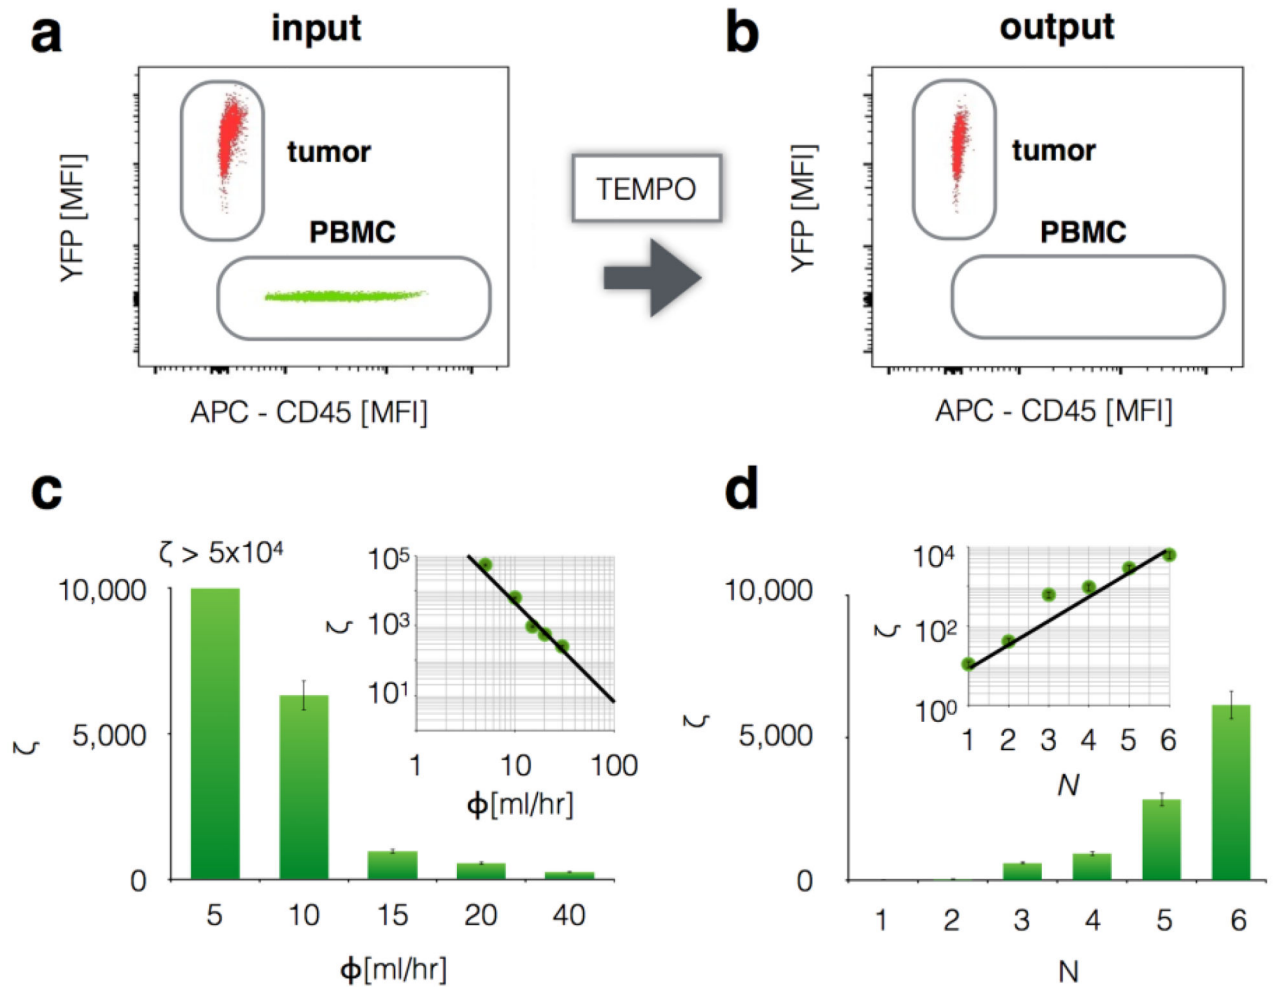 a
input
b
output
YFP [MFI]
tumor
PBMC
APC - CD45 [MFI]
TEMPO
YFP [MFI]
tumor
PBMC
APC - CD45 [MFI]
c
ζ > 5x10⁴
10,000
5,000
0
ζ
5 10 15 20 40
ϕ[ml/hr]
10⁵
10³
10¹
ζ
1 10 100
ϕ[ml/hr]
d
10,000
5,000
0
ζ
1 2 3 4 5 6
N
10⁴
10²
10⁰
ζ
1 2 3 4 5 6
N